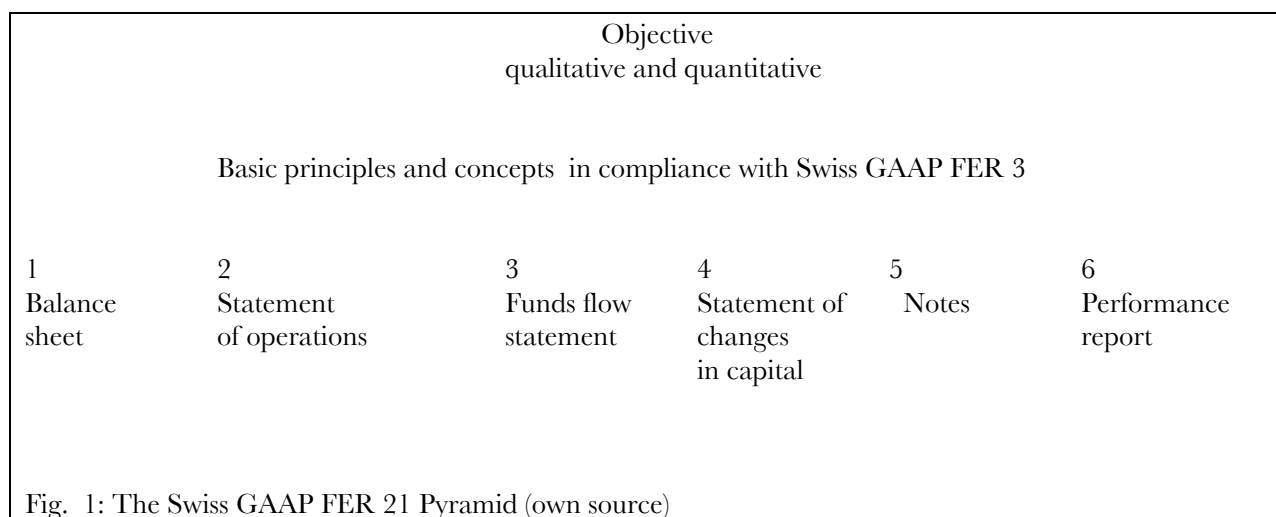 Objective
qualitative and quantitative
Basic principles and concepts in compliance with Swiss GAAP FER 3
1 2 3 4 5 6
Balance Statement Funds flow Statement of Notes Performance
sheet of operations statement changes report
in capital
Fig. 1: The Swiss GAAP FER 21 Pyramid (own source)